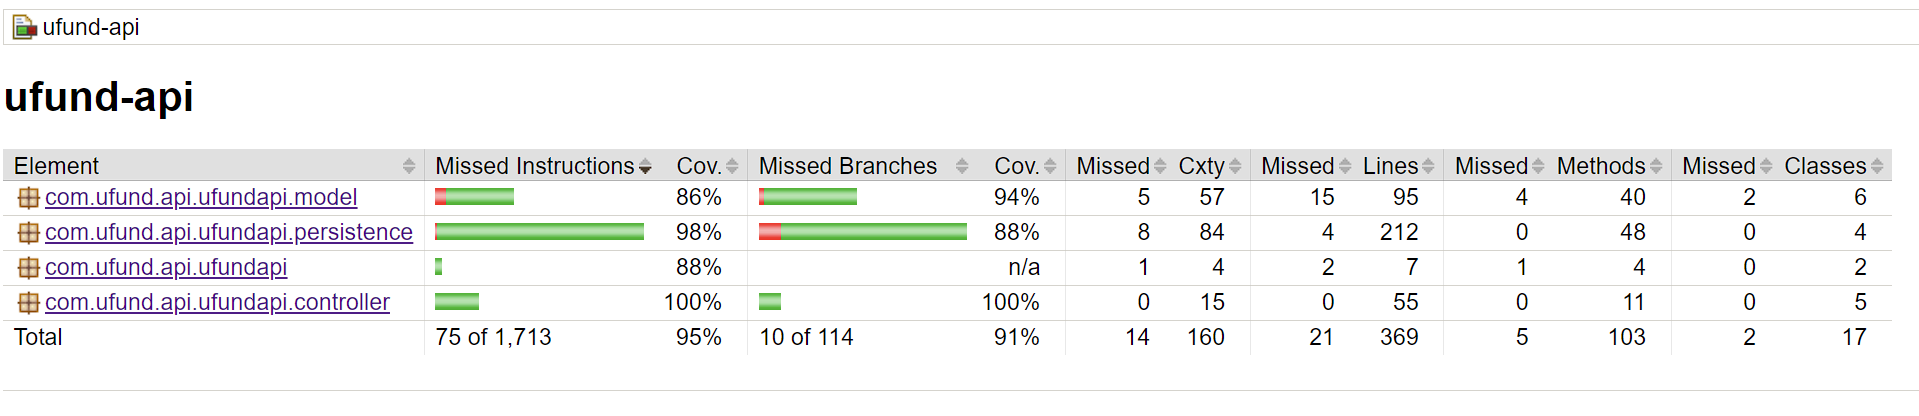 ufund-api
ufund-api
Element Missed Instructions Cov. Missed Branches Cov. Missed Cxty Missed Lines Missed Methods Missed Classes
com.ufund.api.ufundapi.model 86% 94% 5 57 15 95 4 40 2 6
com.ufund.api.ufundapi.persistence 98% 88% 8 84 4 212 0 48 0 4
com.ufund.api.ufundapi 88% n/a 1 4 2 7 1 4 0 2
com.ufund.api.ufundapi.controller 100% 100% 0 15 0 55 0 11 0 5
Total 75 of 1,713 95% 10 of 114 91% 14 160 21 369 5 103 2 17